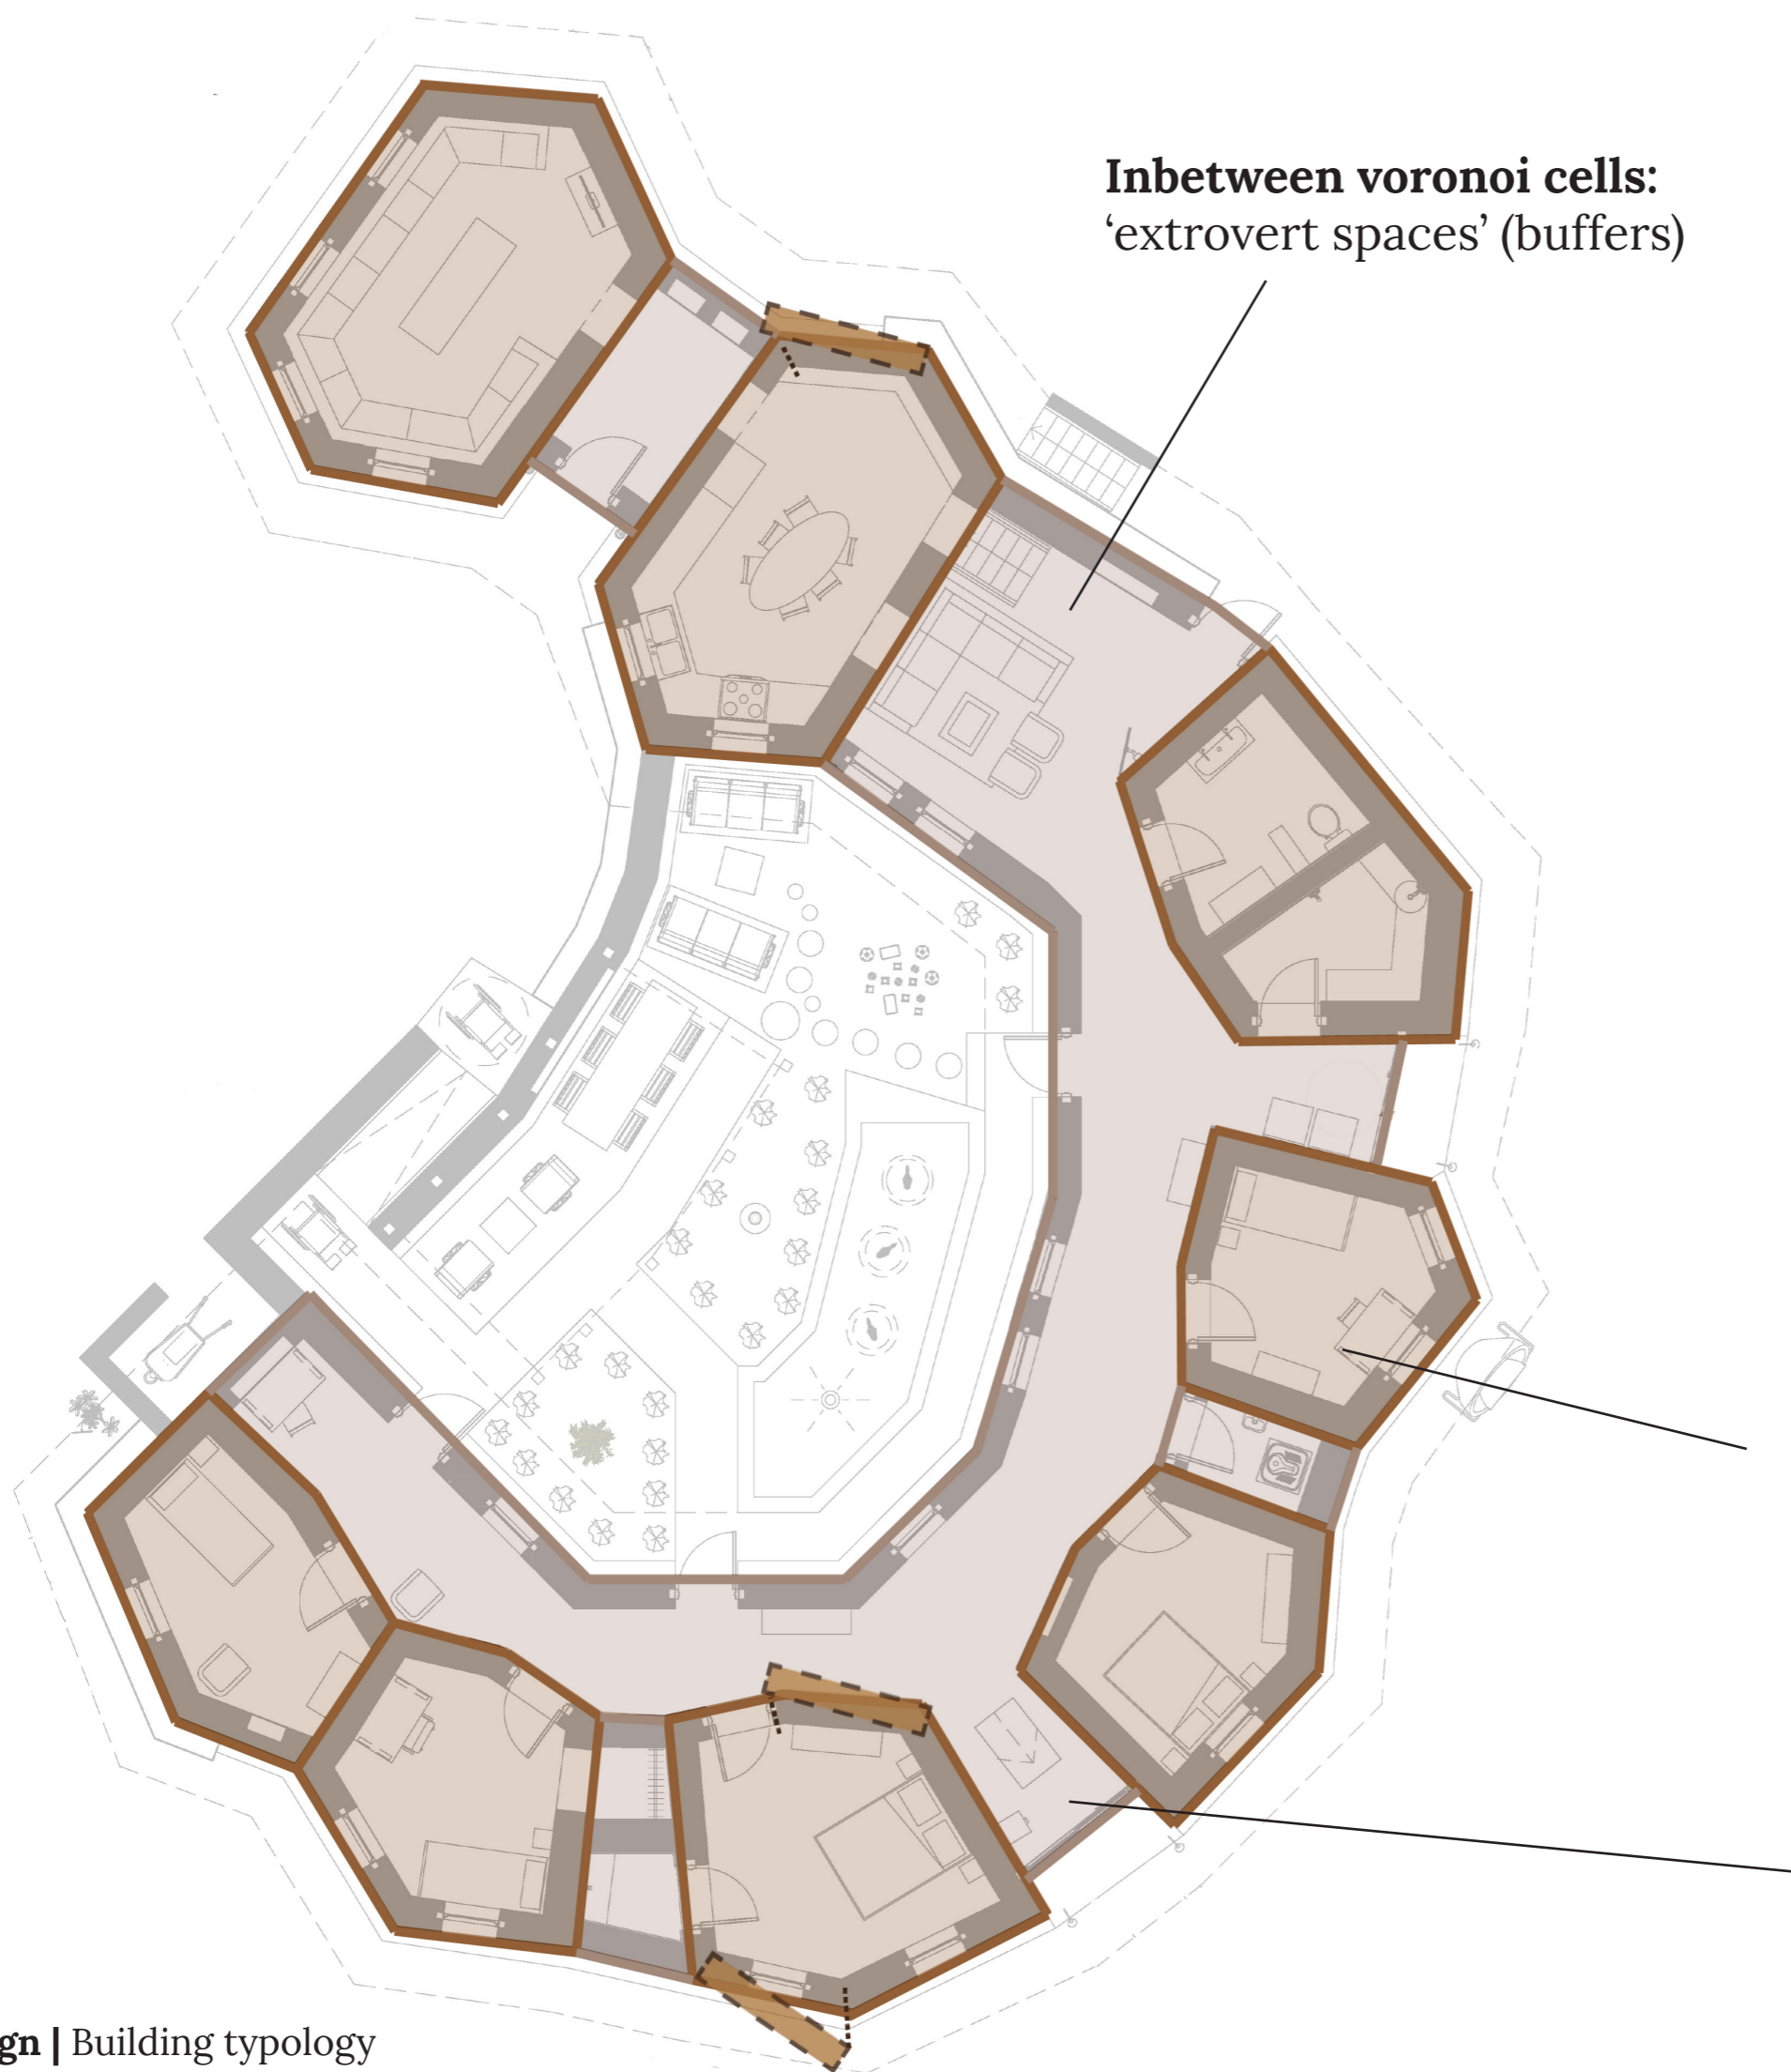 Inbetween voronoi cells:
‘extrovert spaces’ (buffers)
gn | Building typology